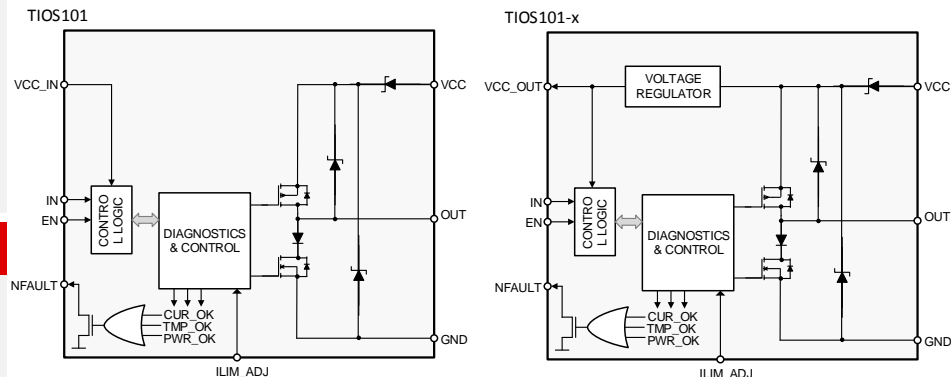 TIOS101
VCC_IN
VCC
IN
EN
CONTRO
L LOGIC
DIAGNOSTICS
& CONTROL
OUT
NFAULT
CUR_OK
TMP_OK
PWR_OK
GND
ILIM_ADJ
TIOS101-x
VCC_OUT
VOLTAGE
REGULATOR
VCC
IN
EN
CONTRO
L LOGIC
DIAGNOSTICS
& CONTROL
OUT
NFAULT
CUR_OK
TMP_OK
PWR_OK
GND
ILIM_ADJ